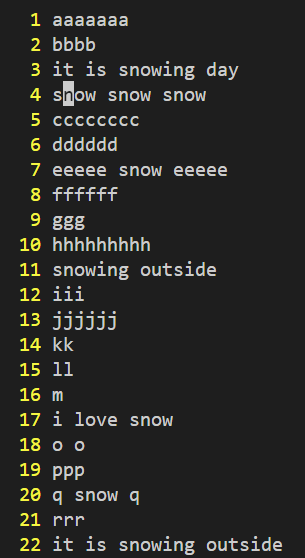 1 aaaaaaa
2 bbbb
3 it is snowing day
4 snow snow snow
5 cccccccc
6 dddddd
7 eeeee snow eeeee
8 ffffff
9 ggg
10 hhhhhhhhh
11 snowing outside
12 iii
13 jjjjjj
14 kk
15 ll
16 m
17 i love snow
18 o o
19 ppp
20 q snow q
21 rrr
22 it is snowing outside